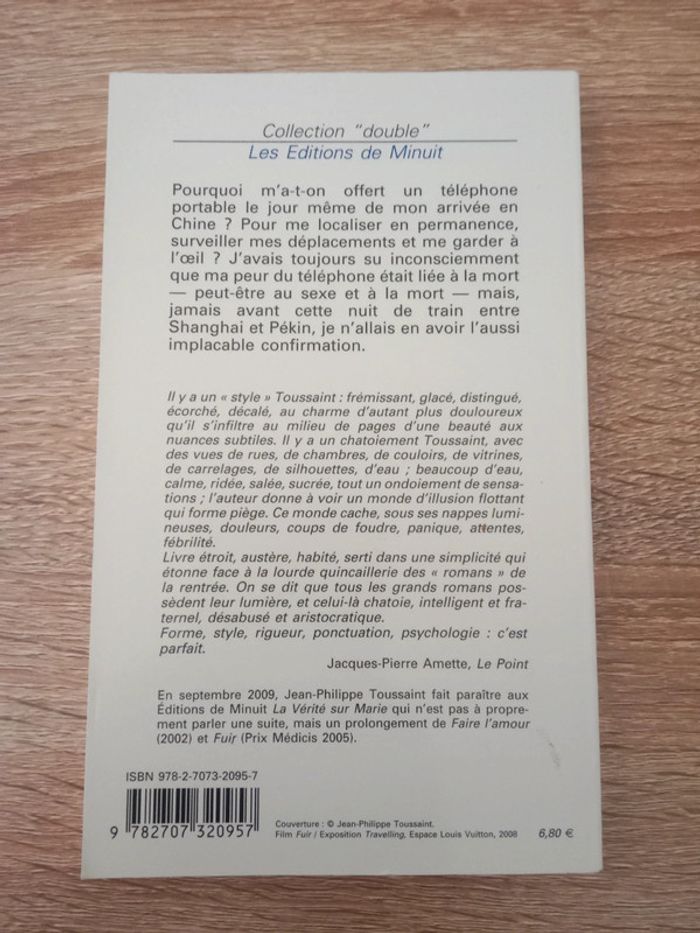 Collection "double"
Les Editions de Minuit
Pourquoi m'a-t-on offert un téléphone
portable le jour même de mon arrivée en
Chine ? Pour me localiser en permanence,
surveiller mes déplacements et me garder à
l'œil ? J'avais toujours su inconsciemment
que ma peur du téléphone était liée à la mort
— peut-être au sexe et à la mort — mais,
jamais avant cette nuit de train entre
Shanghai et Pékin, je n'allais en avoir l'aussi
implacable confirmation.
Il y a un « style » Toussaint : frémissant, glacé, distingué,
écorché, décalé, au charme d'autant plus douloureux
qu'il s'infiltre au milieu de pages d'une beauté aux
nuances subtiles. Il y a un chatoiement Toussaint, avec
des vues de rues, de chambres, de couloirs, de vitrines,
de carrelages, de silhouettes, d'eau ; beaucoup d'eau,
calme, ridée, salée, sucrée, tout un ondoiement de sensa-
tions ; l'auteur donne à voir un monde d'illusion flottant
qui forme piège. Ce monde cache, sous ses nappes lumi-
neuses, douleurs, coups de foudre, panique, attentes,
fébrilité.
Livre étroit, austère, habité, serti dans une simplicité qui
étonne face à la lourde quincaillerie des « romans » de
la rentrée. On se dit que tous les grands romans pos-
sèdent leur lumière, et celui-là chatoie, intelligent et fra-
ternel, désabusé et aristocratique.
Forme, style, rigueur, ponctuation, psychologie : c'est
parfait.
Jacques-Pierre Amette, Le Point
En septembre 2009, Jean-Philippe Toussaint fait paraître aux
Éditions de Minuit La Vérité sur Marie qui n'est pas à propre-
ment parler une suite, mais un prolongement de Faire l'amour
(2002) et Fuir (Prix Médicis 2005).
ISBN 978-2-7073-2095-7
9 782707 320957
Couverture : © Jean-Philippe Toussaint.
Film Fuir / Exposition Travelling, Espace Louis Vuitton, 2008
6,80 €